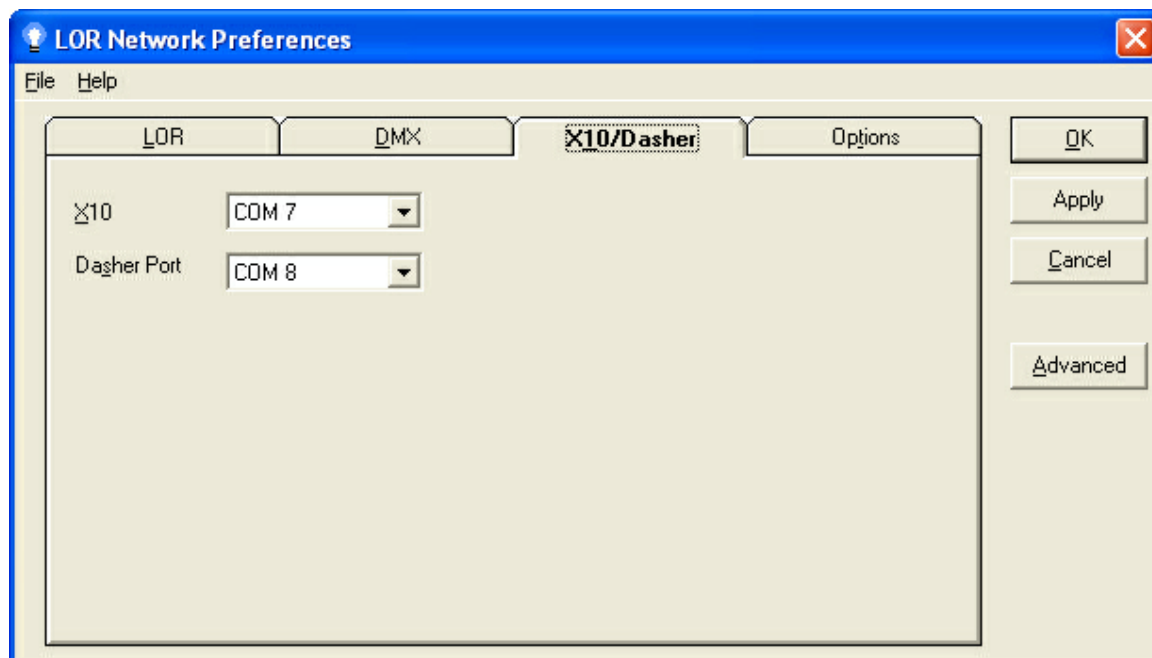 LOR Network Preferences
File Help
LOR DMX X10/Dasher Options
X10 COM 7
Dasher Port COM 8
OK
Apply
Cancel
Advanced